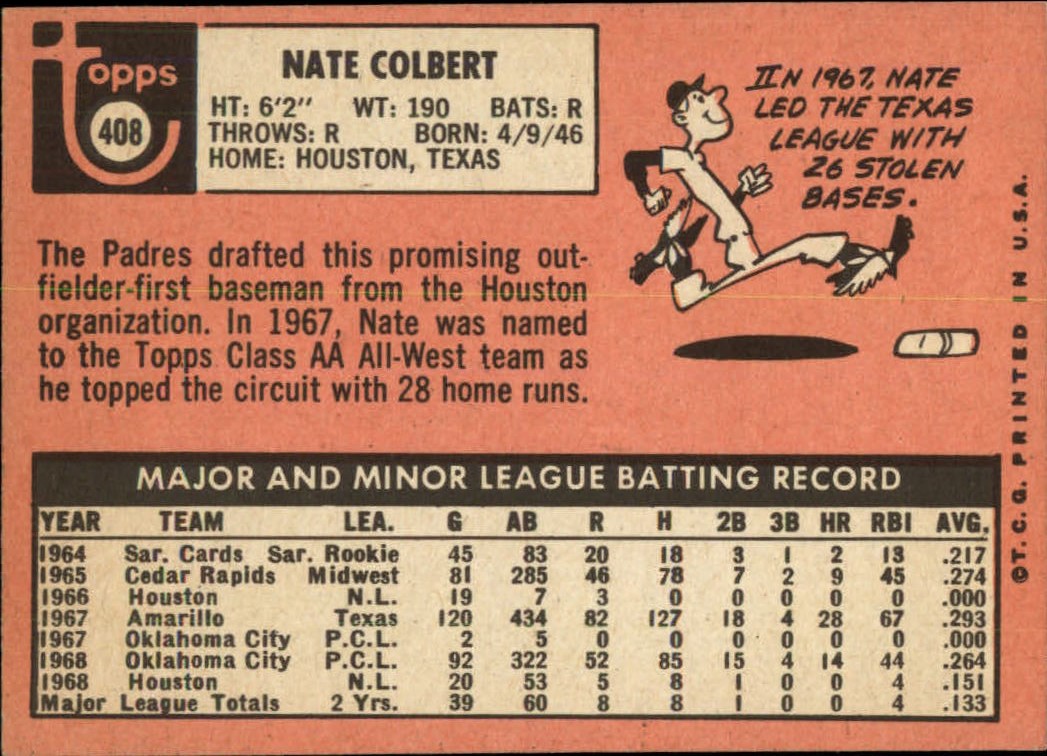 topps
408
NATE COLBERT
HT: 6'2" WT: 190 BATS: R
THROWS: R BORN: 4/9/46
HOME: HOUSTON, TEXAS
IN 1967, NATE
LED THE TEXAS
LEAGUE WITH
26 STOLEN
BASES.
The Padres drafted this promising out-
fielder-first baseman from the Houston
organization. In 1967, Nate was named
to the Topps Class AA All-West team as
he topped the circuit with 28 home runs.
MAJOR AND MINOR LEAGUE BATTING RECORD
YEAR TEAM LEA. G AB R H 2B 3B HR RBI AVG.
1964 Sar. Cards Sar. Rookie 45 83 20 18 3 1 2 13 .217
1965 Cedar Rapids Midwest 81 285 46 78 7 2 9 45 .274
1966 Houston N.L. 19 7 3 0 0 0 0 0 .000
1967 Amarillo Texas 120 434 82 127 18 4 28 67 .293
1967 Oklahoma City P.C.L. 2 5 0 0 0 0 0 0 .000
1968 Oklahoma City P.C.L. 92 322 52 85 15 4 14 44 .264
1968 Houston N.L. 20 53 5 8 1 0 0 4 .151
Major League Totals 2 Yrs. 39 60 8 8 1 0 0 4 .133
©T. C. G. PRINTED IN U.S.A.